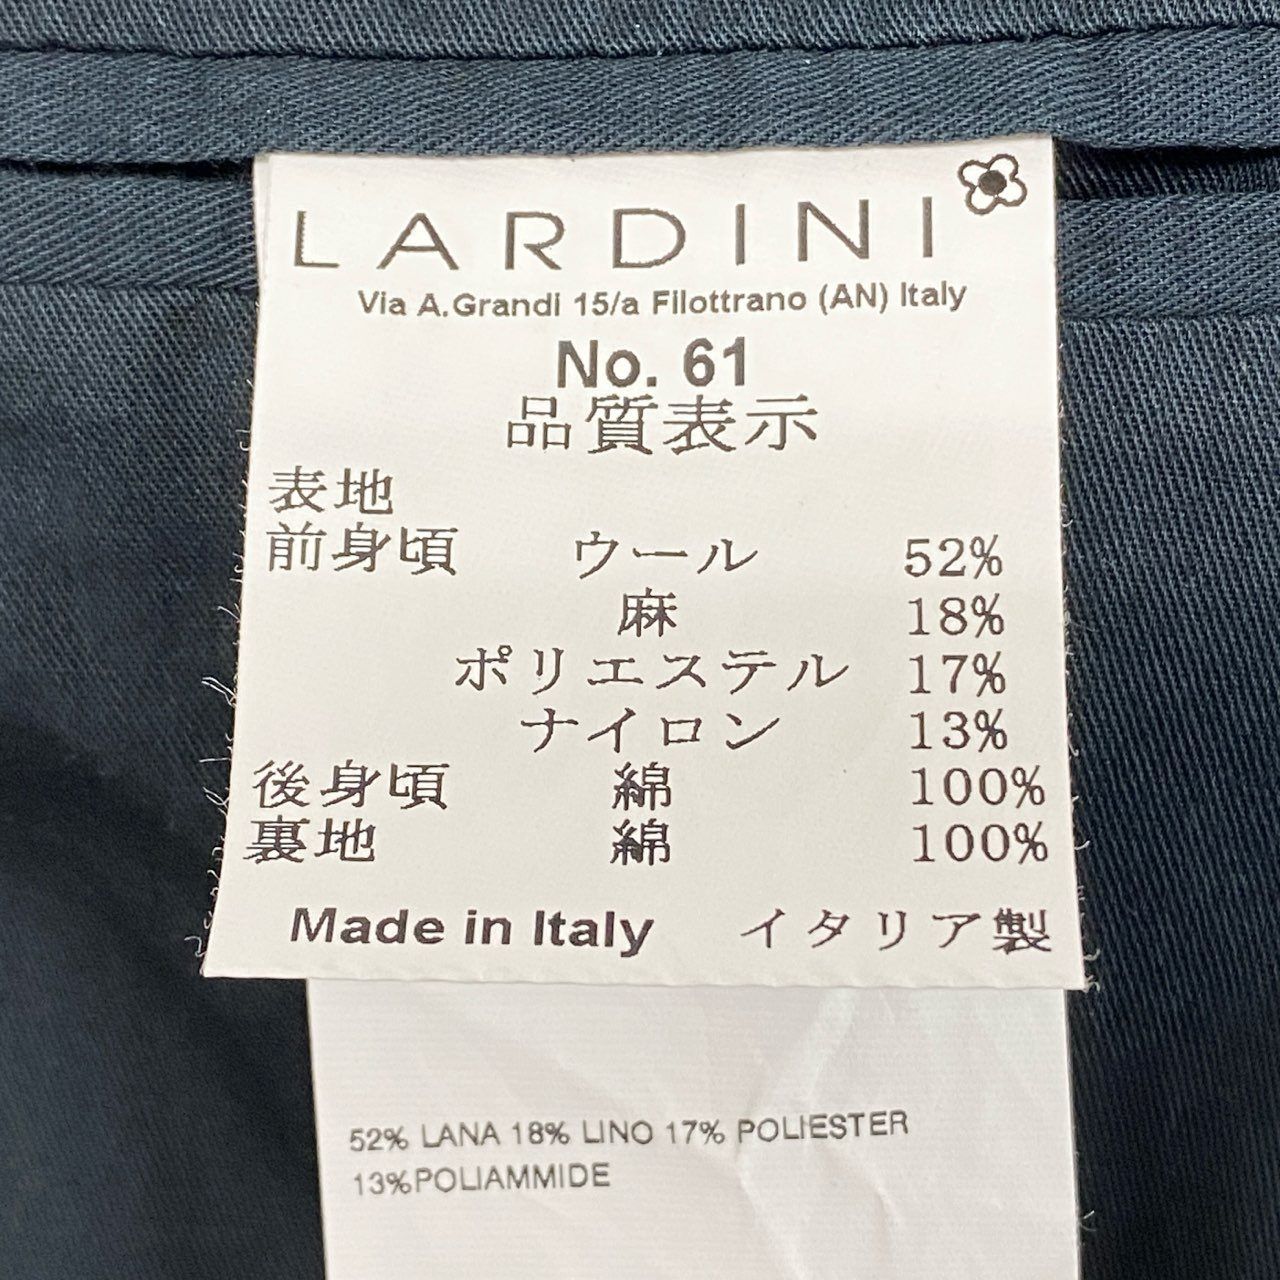 LARDINI
Via A.Grandi 15/a Filottrano (AN) Italy
No. 61
品質表示
表地
前身頃 ウール 52%
麻 18%
ポリエステル 17%
ナイロン 13%
後身頃 綿 100%
裏地 綿 100%
Made in Italy イタリア製
52% LANA 18% LINO 17% POLIESTER
13%POLIAMMIDE